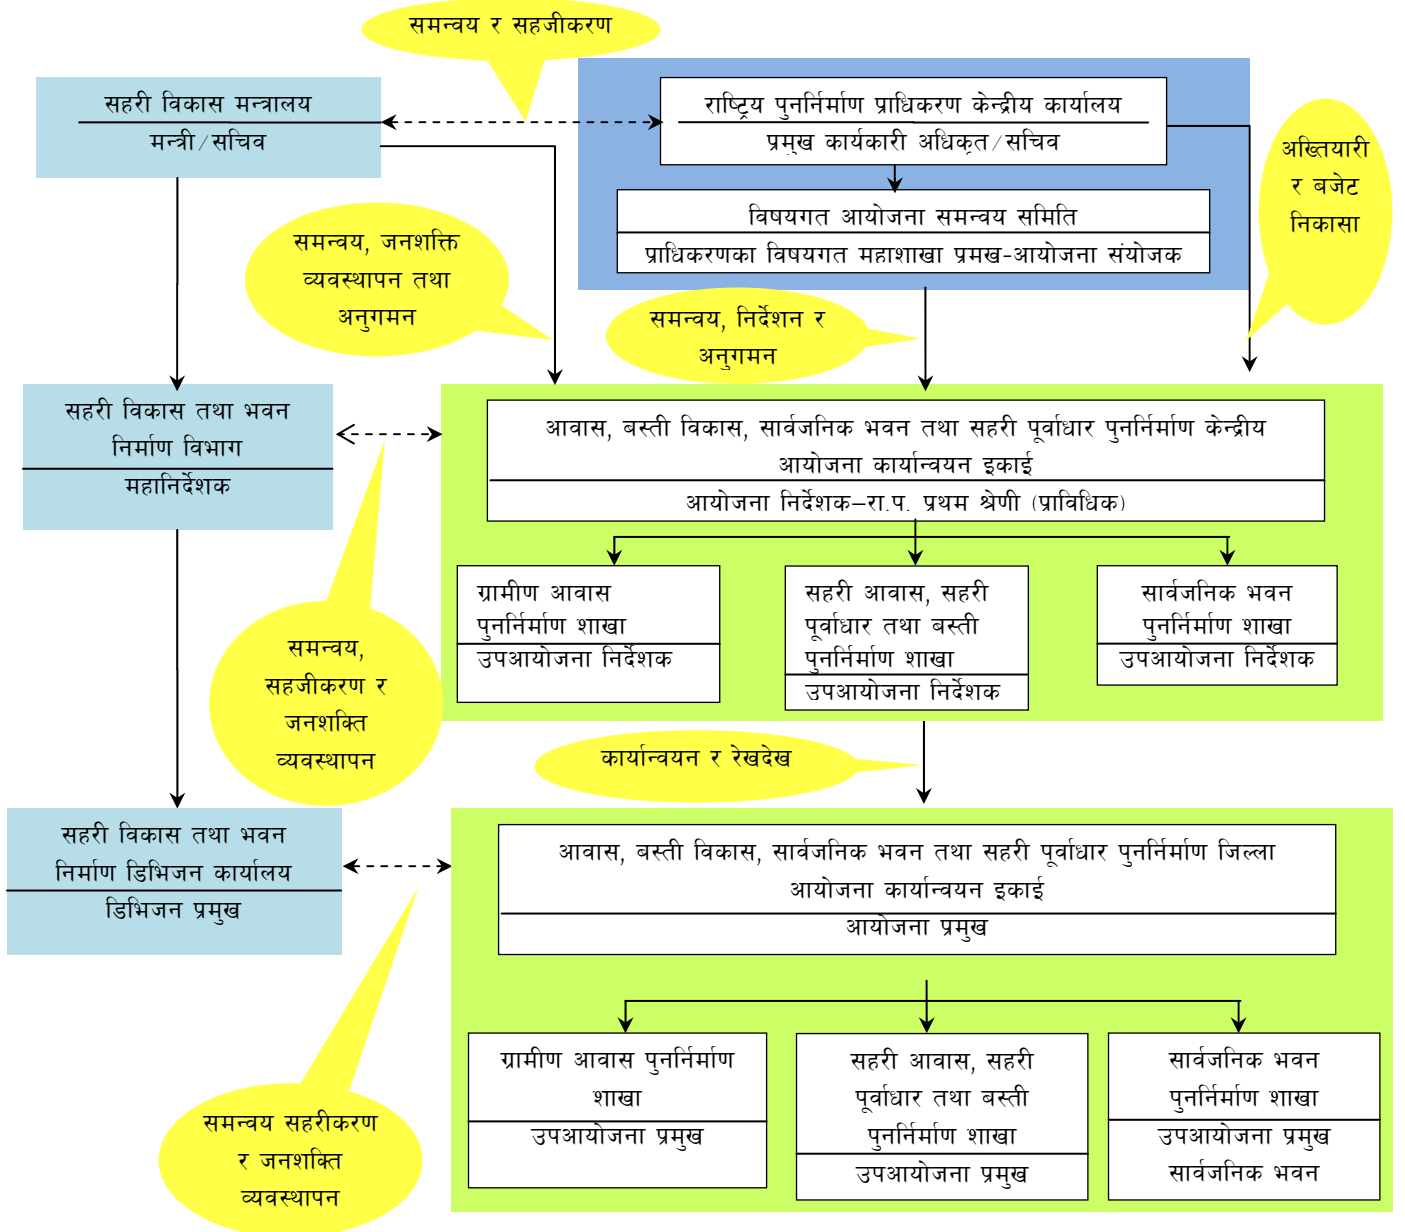 समन्वय र सहजीकरण
सहरी विकास मन्त्रालय
मन्त्री/सचिव
राष्ट्रिय पुनर्निर्माण प्राधिकरण केन्द्रीय कार्यालय
प्रमुख कार्यकारी अधिकृत/सचिव
अख्तियारी
र बजेट
निकासा
विषयगत आयोजना समन्वय समिति
प्राधिकरणका विषयगत महाशाखा प्रमख-आयोजना संयोजक
समन्वय, जनशक्ति
व्यवस्थापन तथा
अनुगमन
समन्वय, निर्देशन र
अनुगमन
सहरी विकास तथा भवन
निर्माण विभाग
महानिर्देशक
आवास, बस्ती विकास, सार्वजनिक भवन तथा सहरी पूर्वाधार पुनर्निर्माण केन्द्रीय
आयोजना कार्यान्वयन इकाई
आयोजना निर्देशक–रा.प. प्रथम श्रेणी (प्राविधिक)
ग्रामीण आवास
पुनर्निर्माण शाखा
उपआयोजना निर्देशक
सहरी आवास, सहरी
पूर्वाधार तथा बस्ती
पुनर्निर्माण शाखा
उपआयोजना निर्देशक
सार्वजनिक भवन
पुनर्निर्माण शाखा
उपआयोजना निर्देशक
समन्वय,
सहजीकरण र
जनशक्ति
व्यवस्थापन
कार्यान्वयन र रेखदेख
सहरी विकास तथा भवन
निर्माण डिभिजन कार्यालय
डिभिजन प्रमुख
आवास, बस्ती विकास, सार्वजनिक भवन तथा सहरी पूर्वाधार पुनर्निर्माण जिल्ला
आयोजना कार्यान्वयन इकाई
आयोजना प्रमुख
ग्रामीण आवास पुनर्निर्माण
शाखा
उपआयोजना प्रमुख
सहरी आवास, सहरी
पूर्वाधार तथा बस्ती
पुनर्निर्माण शाखा
उपआयोजना प्रमुख
सार्वजनिक भवन
पुनर्निर्माण शाखा
उपआयोजना प्रमुख
सार्वजनिक भवन
समन्वय सहरीकरण
र जनशक्ति
व्यवस्थापन